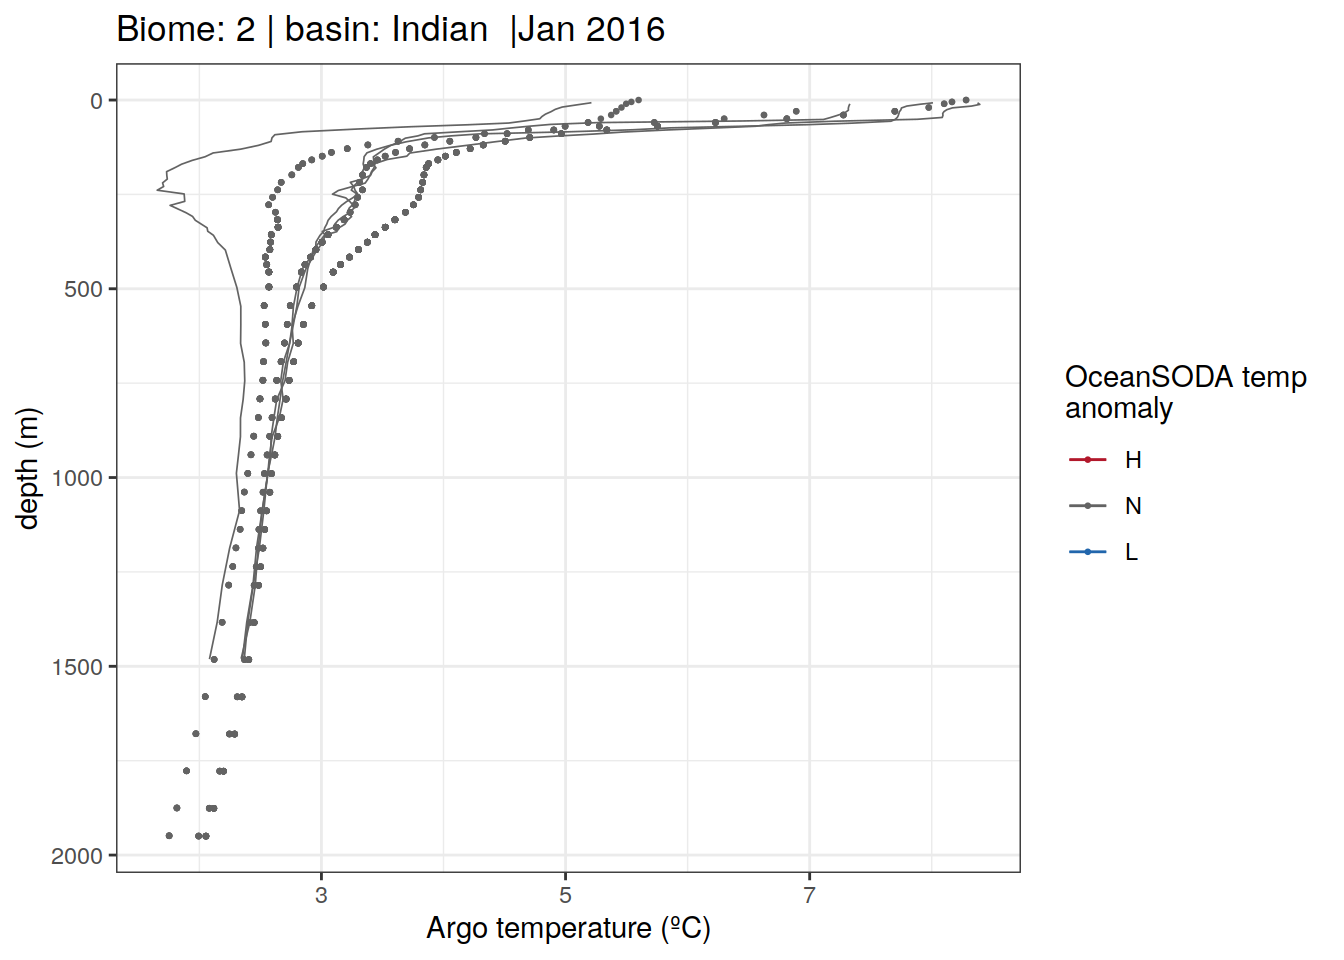 Biome: 2 | basin: Indian  |Jan 2016
0
500
1000
1500
2000
depth (m)
3
5
7
Argo temperature (ºC)
OceanSODA temp
anomaly
H
N
L